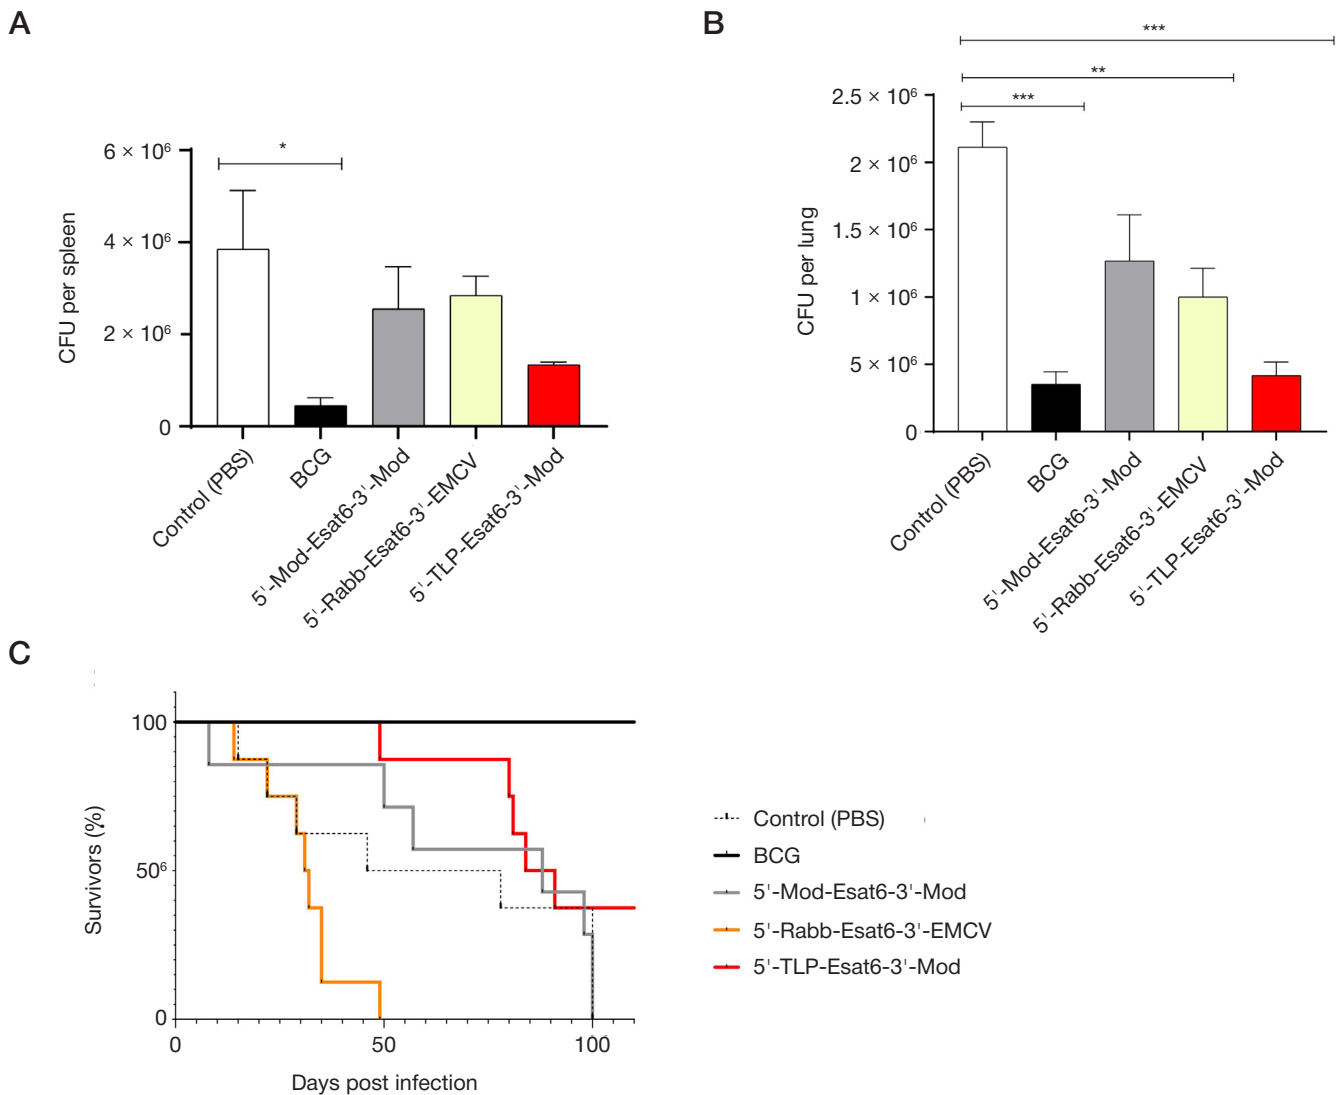 A
6 × 10⁶
4 × 10⁶
2 × 10⁶
0
CFU per spleen
*
Control (PBS)
BCG
5'-Mod-Esat6-3'-Mod
5'-Rabb-Esat6-3'-EMCV
5'-TLP-Esat6-3'-Mod
B
2.5 × 10⁶
2 × 10⁶
1.5 × 10⁶
1 × 10⁶
5 × 10⁶
0
CFU per lung
***
**
***
Control (PBS)
BCG
5'-Mod-Esat6-3'-Mod
5'-Rabb-Esat6-3'-EMCV
5'-TLP-Esat6-3'-Mod
C
100
50⁶
0
Survivors (%)
0 50 100
Days post infection
Control (PBS)
BCG
5'-Mod-Esat6-3'-Mod
5'-Rabb-Esat6-3'-EMCV
5'-TLP-Esat6-3'-Mod